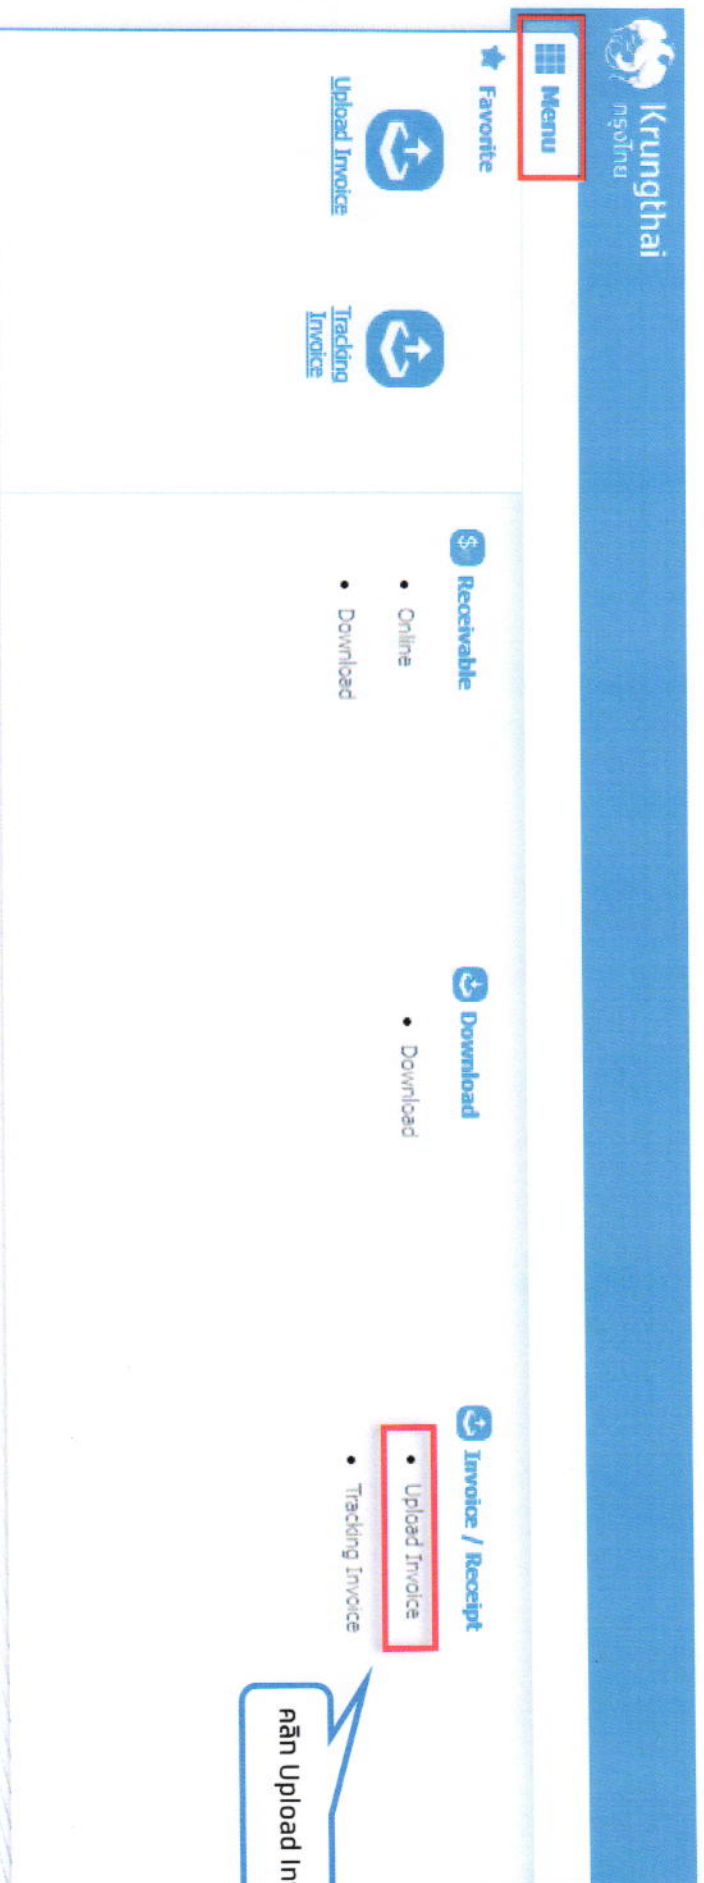 Krungthai
กรุงไทย
Menu
Favorite
Upload Invoice
Tracking
Invoice
Receivable
• Online
• Download
Download
• Download
Invoice / Receipt
• Upload Invoice
• Tracking Invoice
คลิก Upload In